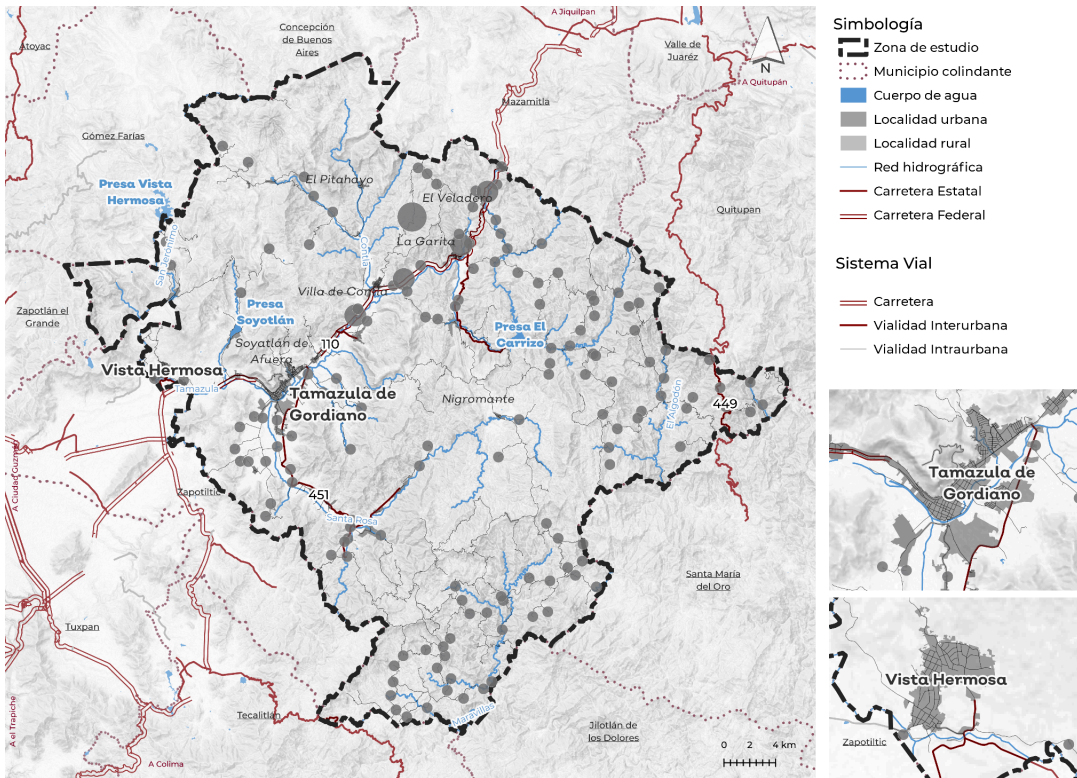 A Jiquilpan
Concepción
de Buenos
Aires
Atoyac
Valle de
Juaréz
N
A Quitupán
Mazamitla
Gómez Farías
Presa Vista
Hermosa
El Pitahayo
El Veladero
Quitupan
La Garita
San Jerónimo
Contla
Villa de Contla
Zapotlán el
Grande
Presa
Soyotlán
Presa El
Carrizo
Soyatlán de
Afuera
110
Vista Hermosa
Tamazula
Tamazula de
Gordiano
Nigromante
El Algodón
449
A Ciudad Guzmán
Zapotiltic
451
Santa Rosa
Santa María
del Oro
Tuxpan
A el Trapiche
Tecalitlán
Maravillas
Jilotlán de
los Dolores
A Colima
0 2 4 km
Simbología
Zona de estudio
Municipio colindante
Cuerpo de agua
Localidad urbana
Localidad rural
Red hidrográfica
Carretera Estatal
Carretera Federal
Sistema Vial
Carretera
Vialidad Interurbana
Vialidad Intraurbana
Tamazula de
Gordiano
Vista Hermosa
Zapotiltic